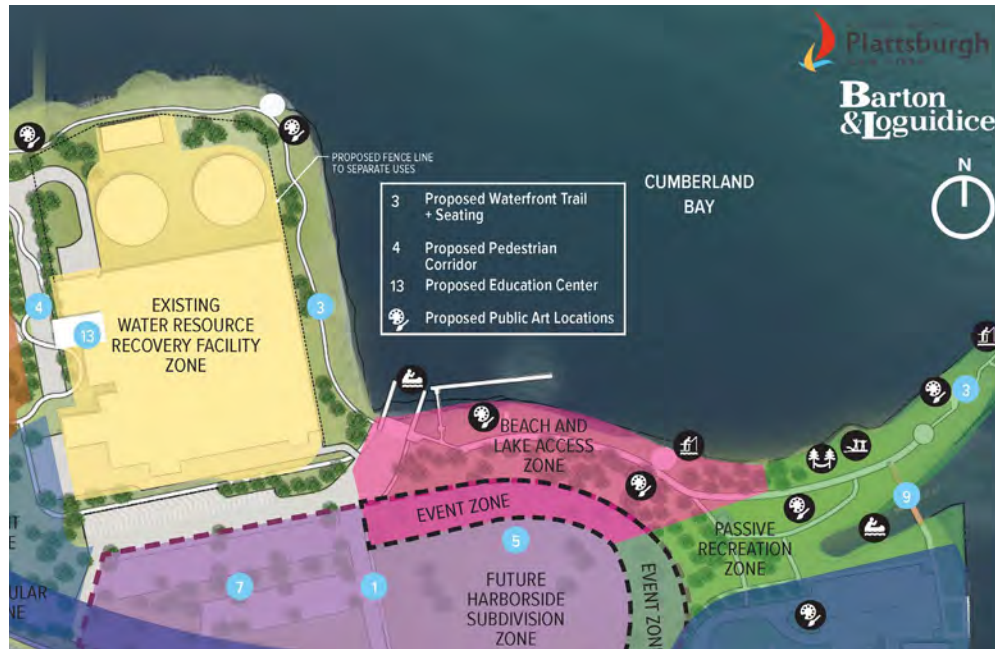 Plattsburgh
Barton
&Loguidice
N
PROPOSED FENCE LINE
TO SEPARATE USES
CUMBERLAND
BAY
3 Proposed Waterfront Trail
+ Seating
4 Proposed Pedestrian
Corridor
13 Proposed Education Center
Proposed Public Art Locations
4
13
EXISTING
WATER RESOURCE
RECOVERY FACILITY
ZONE
3
3
BEACH AND
LAKE ACCESS
ZONE
EVENT ZONE
5
9
PASSIVE
RECREATION
ZONE
7
1
FUTURE
HARBORSIDE
SUBDIVISION
ZONE
EVENT ZON
ULAR
NE